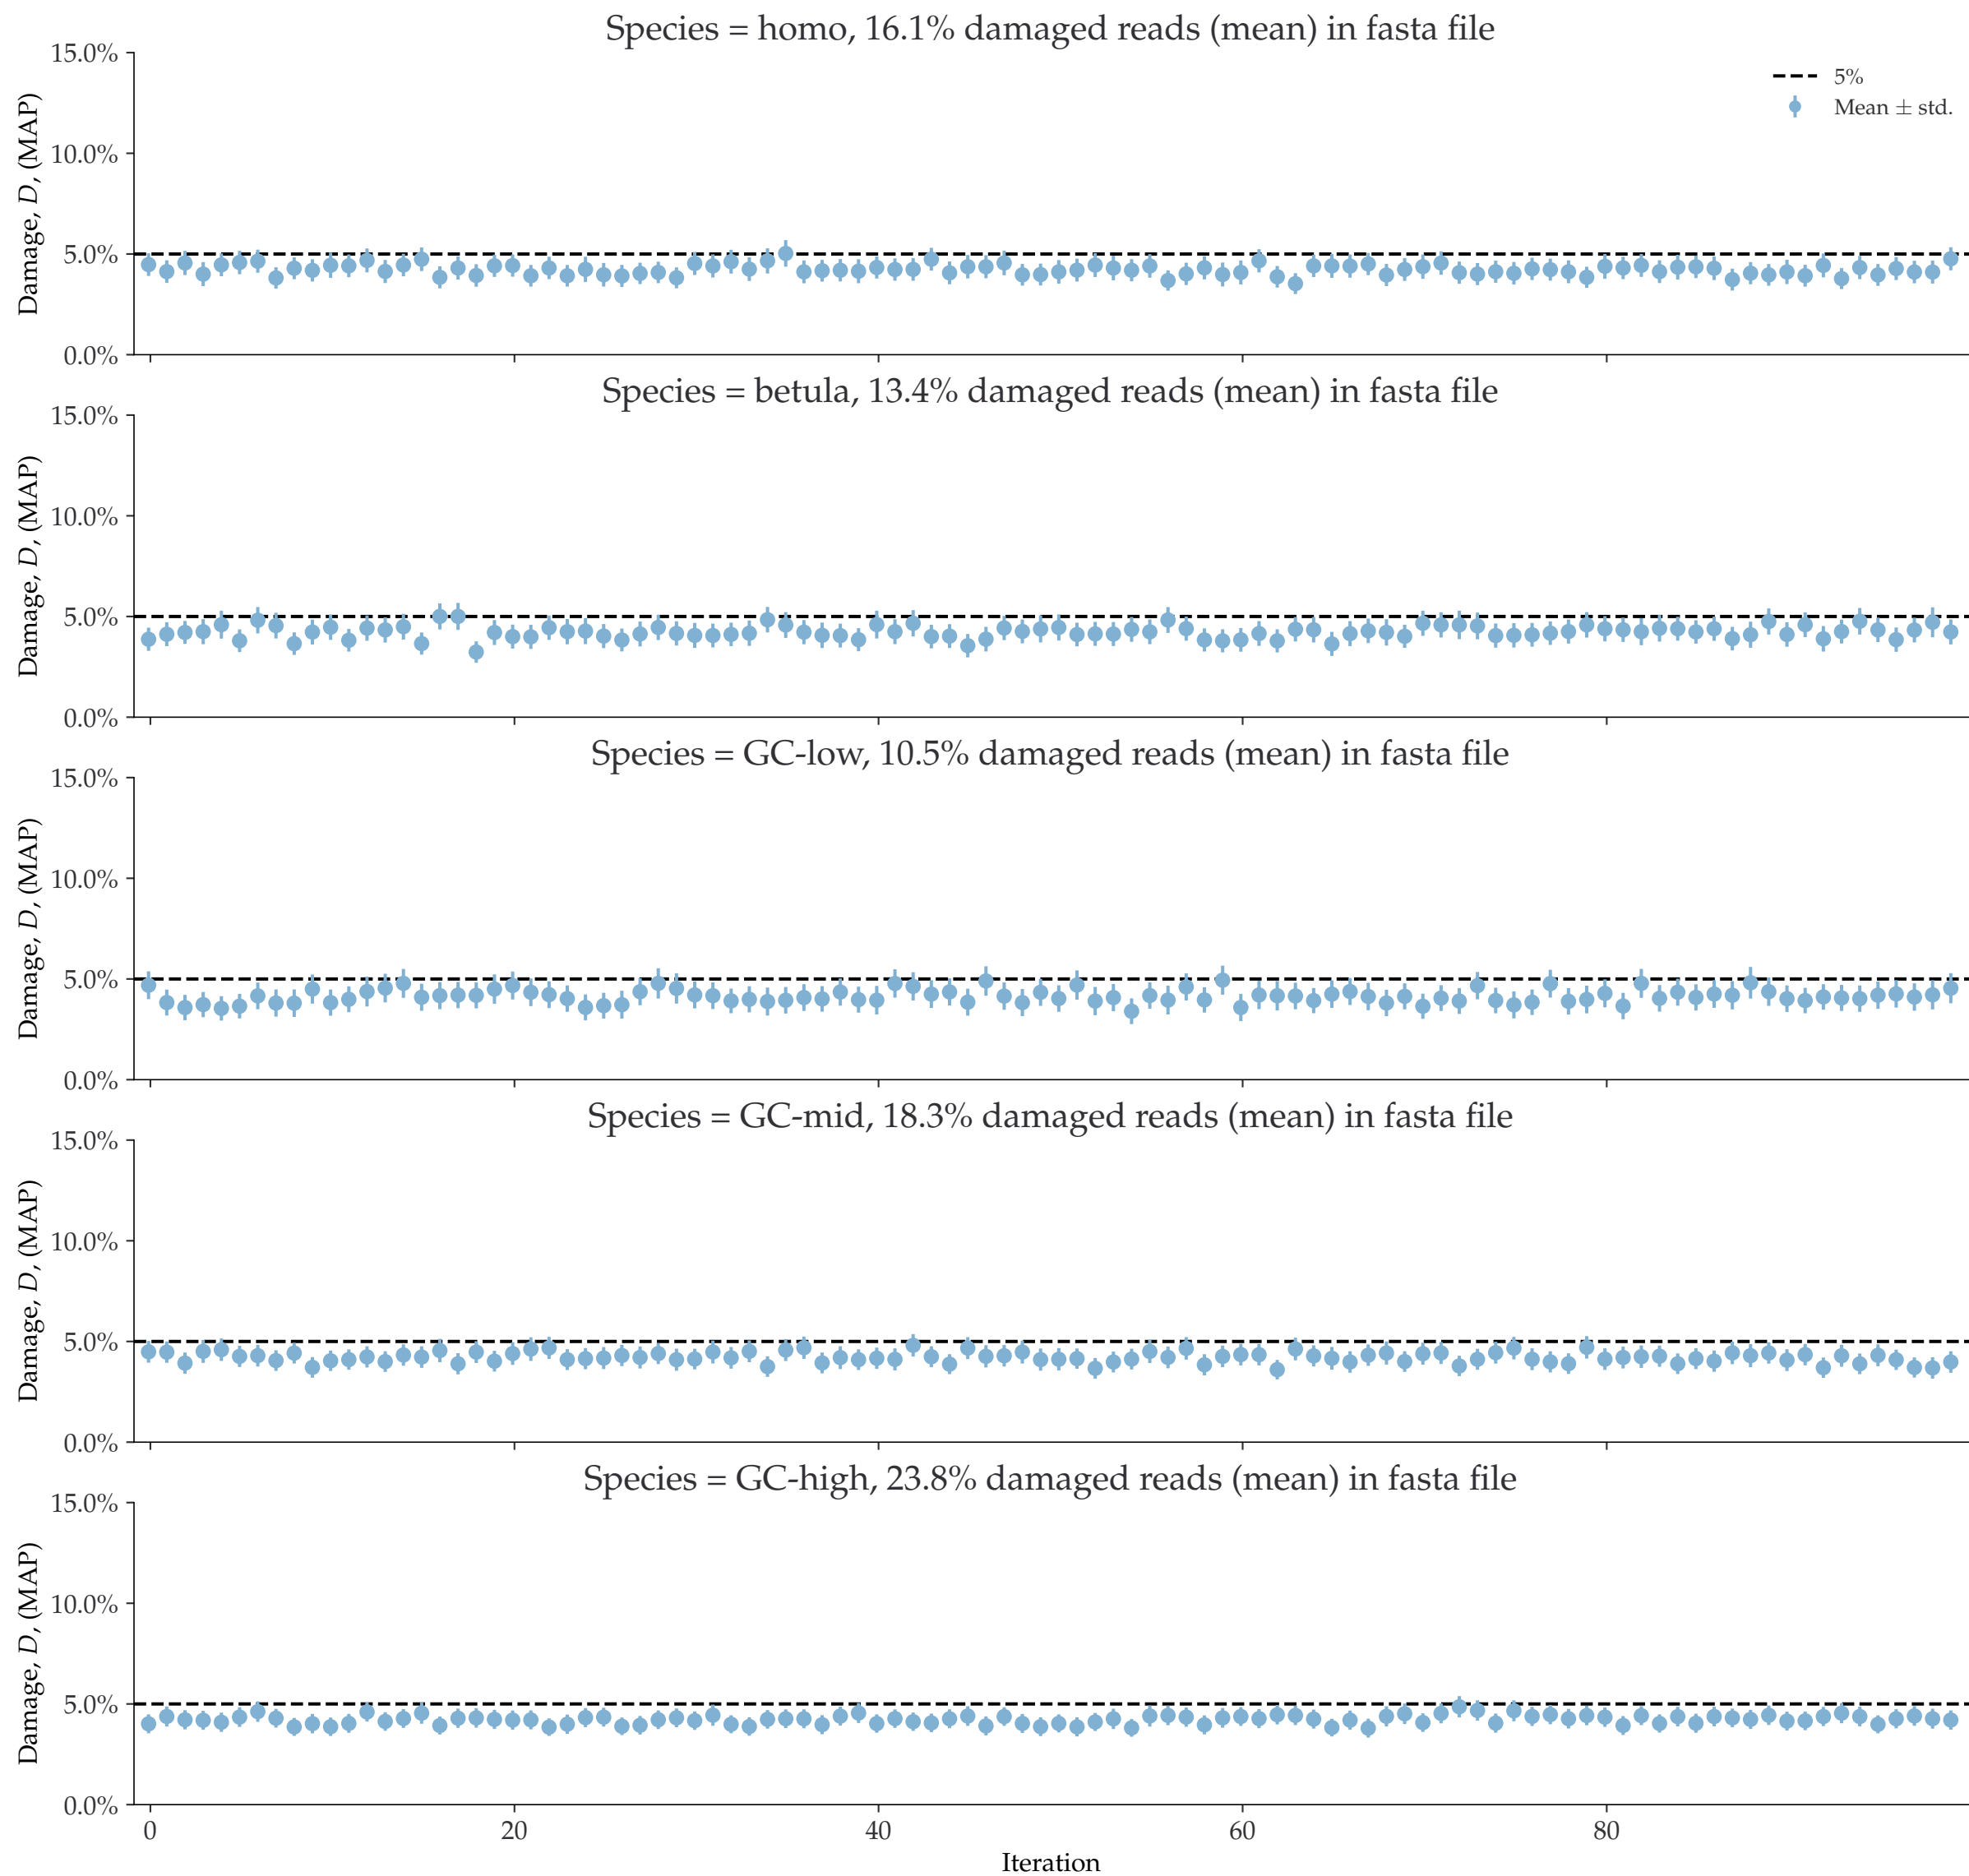 Species = homo, 16.1% damaged reads (mean) in fasta file
15.0%
10.0%
5.0%
0.0%
Damage, D, (MAP)
5%
Mean ± std.
Species = betula, 13.4% damaged reads (mean) in fasta file
15.0%
10.0%
5.0%
0.0%
Damage, D, (MAP)
Species = GC-low, 10.5% damaged reads (mean) in fasta file
15.0%
10.0%
5.0%
0.0%
Damage, D, (MAP)
Species = GC-mid, 18.3% damaged reads (mean) in fasta file
15.0%
10.0%
5.0%
0.0%
Damage, D, (MAP)
Species = GC-high, 23.8% damaged reads (mean) in fasta file
15.0%
10.0%
5.0%
0.0%
Damage, D, (MAP)
0 20 40 60 80
Iteration